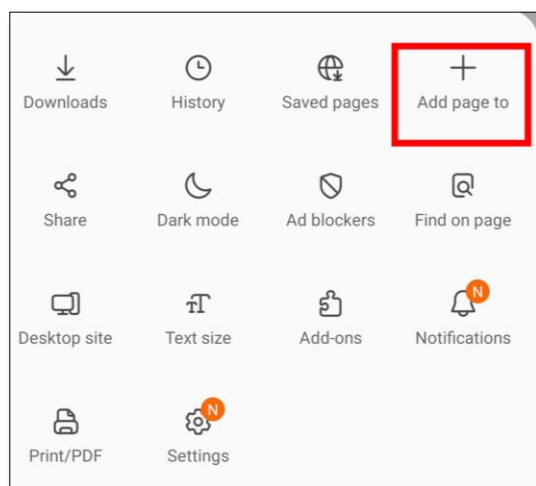 Downloads
History
Saved pages
Add page to
Share
Dark mode
Ad blockers
Find on page
Desktop site
Text size
Add-ons
N
Notifications
Print/PDF
N
Settings